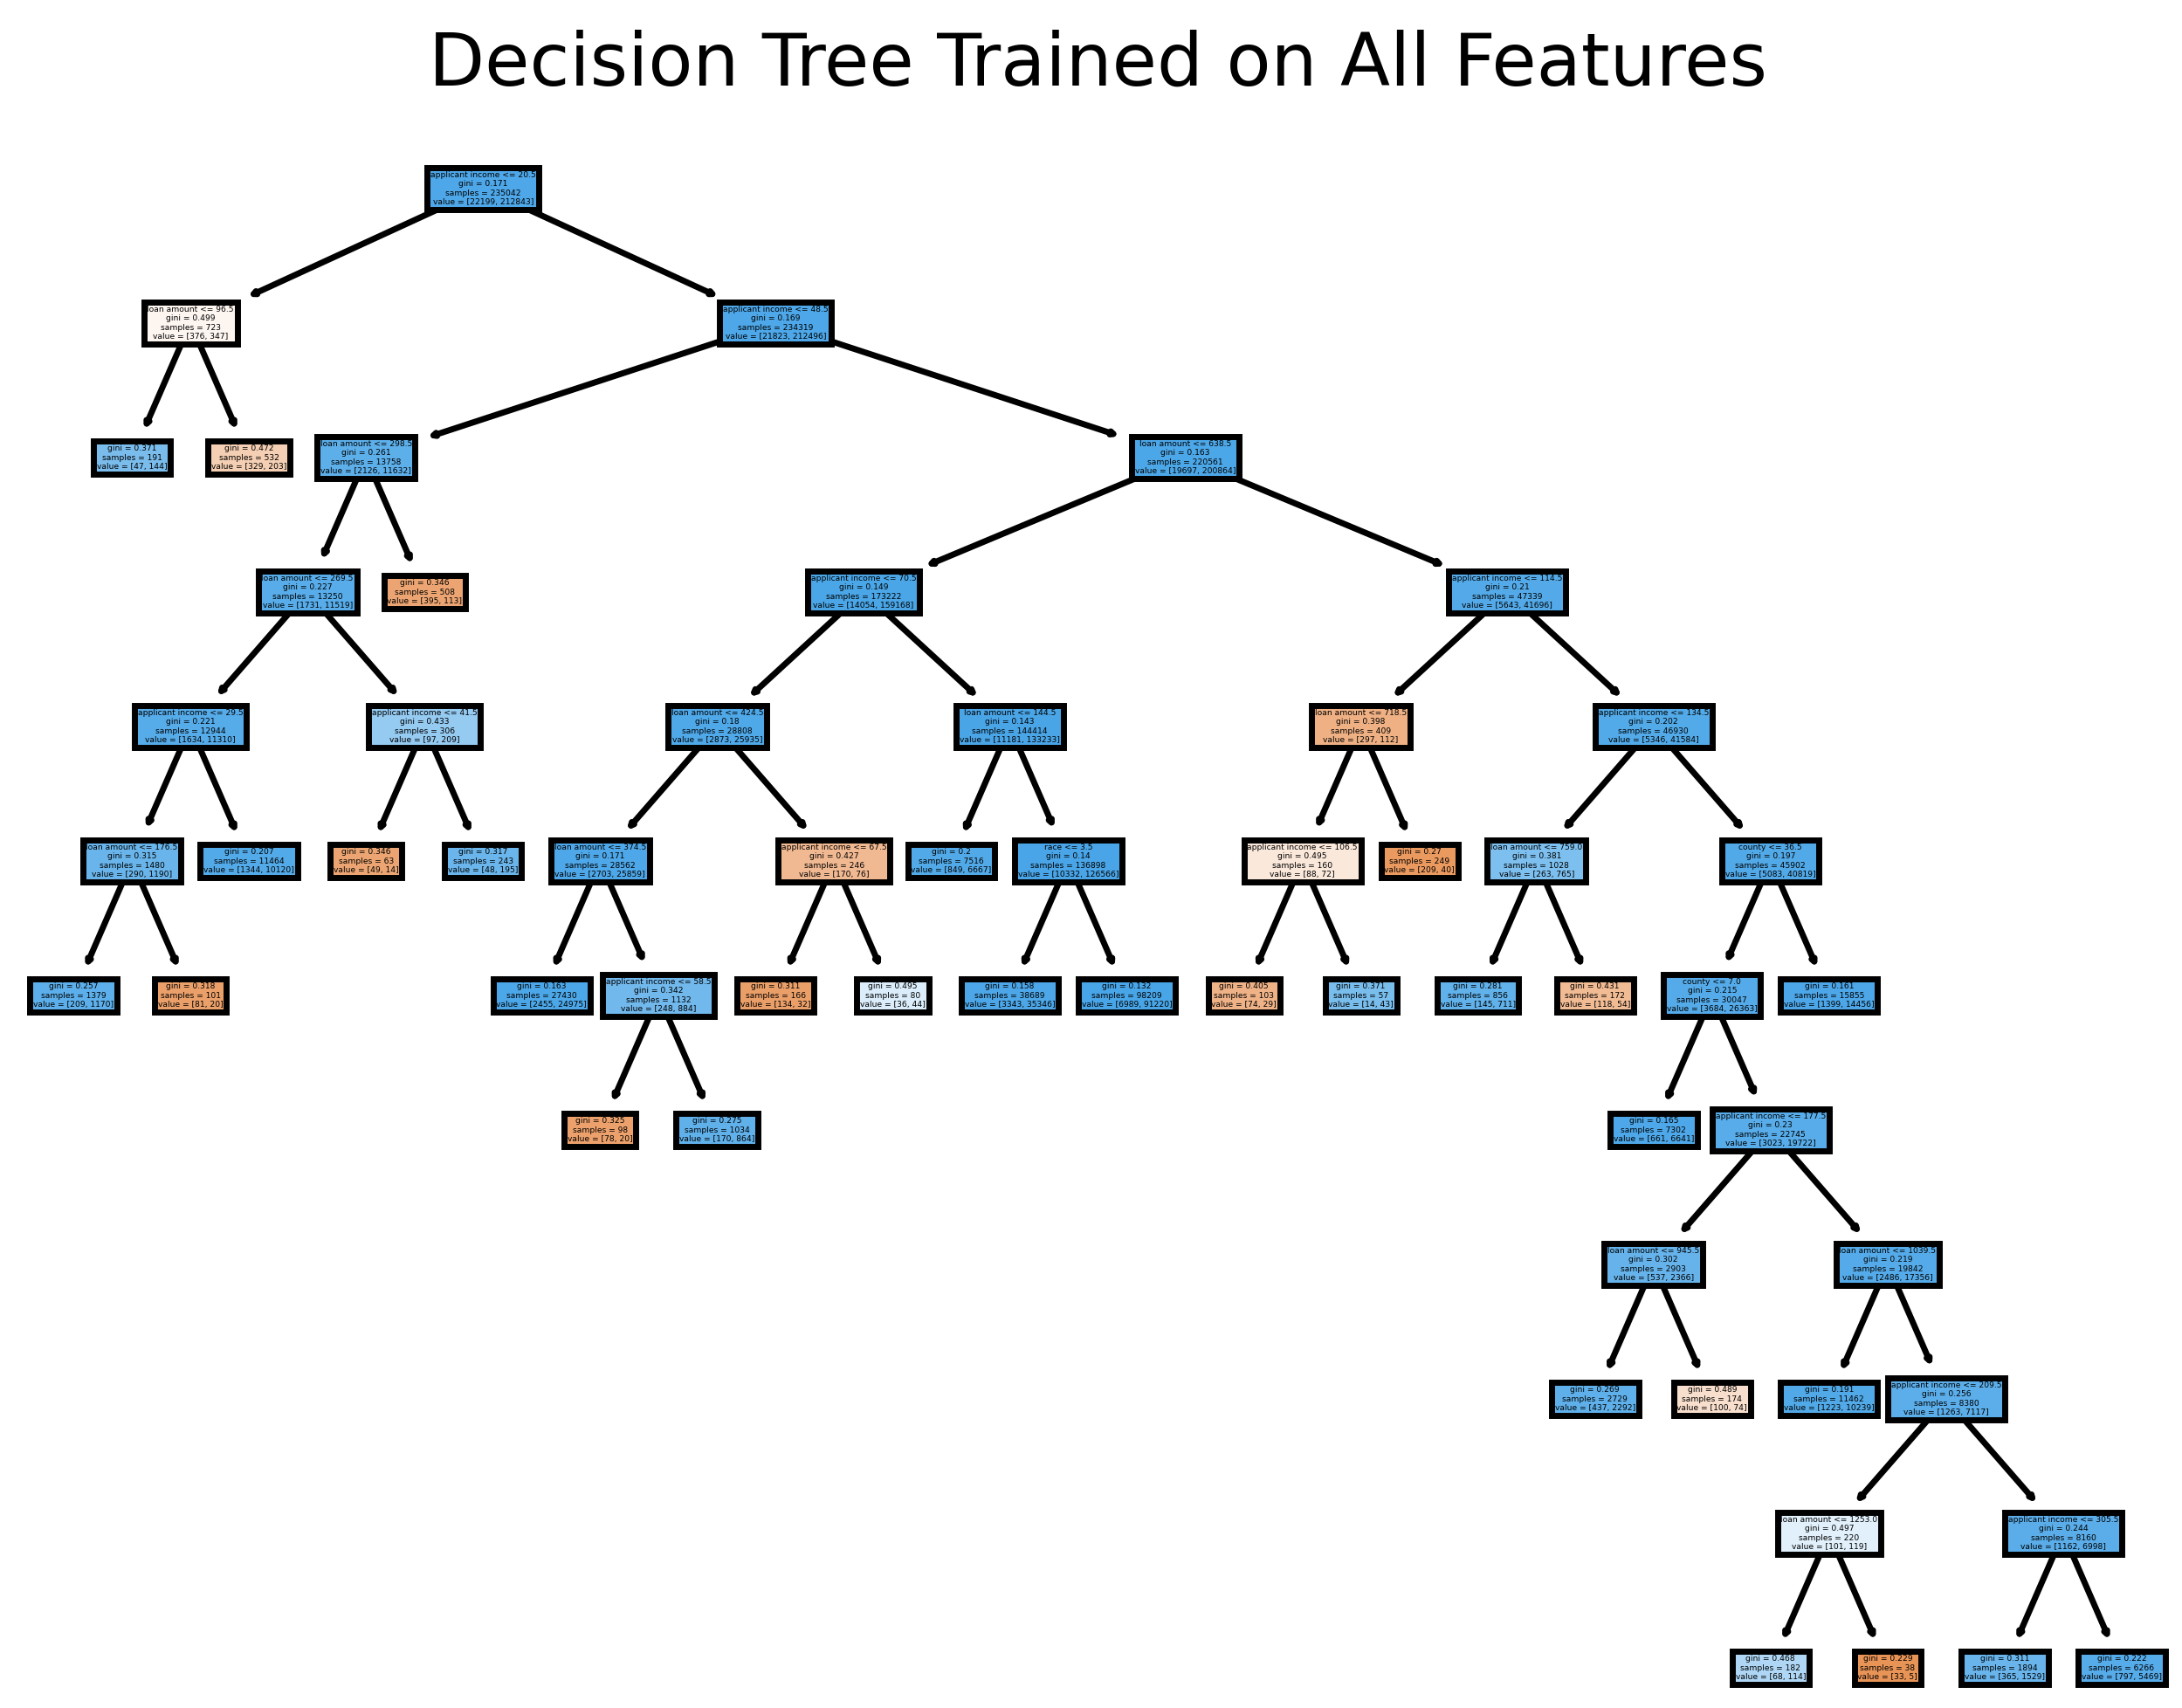 Decision Tree Trained on All Features
applicant income <= 20.5
gini = 0.171
samples = 235042
value = [22199, 212843]
loan amount <= 96.5
gini = 0.499
samples = 723
value = [376, 347]
applicant income <= 48.5
gini = 0.169
samples = 234319
value = [21823, 212496]
gini = 0.371
samples = 191
value = [47, 144]
gini = 0.472
samples = 532
value = [329, 203]
loan amount <= 298.5
gini = 0.261
samples = 13758
value = [2126, 11632]
loan amount <= 638.5
gini = 0.163
samples = 220561
value = [19697, 200864]
loan amount <= 269.5
gini = 0.227
samples = 13250
value = [1731, 11519]
gini = 0.346
samples = 508
value = [395, 113]
applicant income <= 70.5
gini = 0.149
samples = 173222
value = [14054, 159168]
applicant income <= 114.5
gini = 0.21
samples = 47339
value = [5643, 41696]
applicant income <= 29.5
gini = 0.221
samples = 12944
value = [1634, 11310]
applicant income <= 41.5
gini = 0.433
samples = 306
value = [97, 209]
loan amount <= 424.5
gini = 0.18
samples = 28808
value = [2873, 25935]
loan amount <= 144.5
gini = 0.143
samples = 144414
value = [11181, 133233]
loan amount <= 718.5
gini = 0.398
samples = 409
value = [297, 112]
applicant income <= 134.5
gini = 0.202
samples = 46930
value = [5346, 41584]
loan amount <= 176.5
gini = 0.315
samples = 1480
value = [290, 1190]
gini = 0.207
samples = 11464
value = [1344, 10120]
gini = 0.346
samples = 63
value = [49, 14]
gini = 0.317
samples = 243
value = [48, 195]
loan amount <= 374.5
gini = 0.171
samples = 28562
value = [2703, 25859]
applicant income <= 67.5
gini = 0.427
samples = 246
value = [170, 76]
gini = 0.2
samples = 7516
value = [849, 6667]
race <= 3.5
gini = 0.14
samples = 136898
value = [10332, 126566]
applicant income <= 106.5
gini = 0.495
samples = 160
value = [88, 72]
gini = 0.27
samples = 249
value = [209, 40]
loan amount <= 759.0
gini = 0.381
samples = 1028
value = [263, 765]
county <= 36.5
gini = 0.197
samples = 45902
value = [5083, 40819]
gini = 0.257
samples = 1379
value = [209, 1170]
gini = 0.318
samples = 101
value = [81, 20]
gini = 0.163
samples = 27430
value = [2455, 24975]
applicant income <= 58.5
gini = 0.342
samples = 1132
value = [248, 884]
gini = 0.311
samples = 166
value = [134, 32]
gini = 0.495
samples = 80
value = [36, 44]
gini = 0.158
samples = 38689
value = [3343, 35346]
gini = 0.132
samples = 98209
value = [6989, 91220]
gini = 0.405
samples = 103
value = [74, 29]
gini = 0.371
samples = 57
value = [14, 43]
gini = 0.281
samples = 856
value = [145, 711]
gini = 0.431
samples = 172
value = [118, 54]
county <= 7.0
gini = 0.215
samples = 30047
value = [3684, 26363]
gini = 0.161
samples = 15855
value = [1399, 14456]
gini = 0.325
samples = 98
value = [78, 20]
gini = 0.275
samples = 1034
value = [170, 864]
gini = 0.165
samples = 7302
value = [661, 6641]
applicant income <= 177.5
gini = 0.23
samples = 22745
value = [3023, 19722]
loan amount <= 945.5
gini = 0.302
samples = 2903
value = [537, 2366]
loan amount <= 1039.5
gini = 0.219
samples = 19842
value = [2486, 17356]
gini = 0.269
samples = 2729
value = [437, 2292]
gini = 0.489
samples = 174
value = [100, 74]
gini = 0.191
samples = 11462
value = [1223, 10239]
applicant income <= 209.5
gini = 0.256
samples = 8380
value = [1263, 7117]
loan amount <= 1253.0
gini = 0.497
samples = 220
value = [101, 119]
applicant income <= 305.5
gini = 0.244
samples = 8160
value = [1162, 6998]
gini = 0.468
samples = 182
value = [68, 114]
gini = 0.229
samples = 38
value = [33, 5]
gini = 0.311
samples = 1894
value = [365, 1529]
gini = 0.222
samples = 6266
value = [797, 5469]